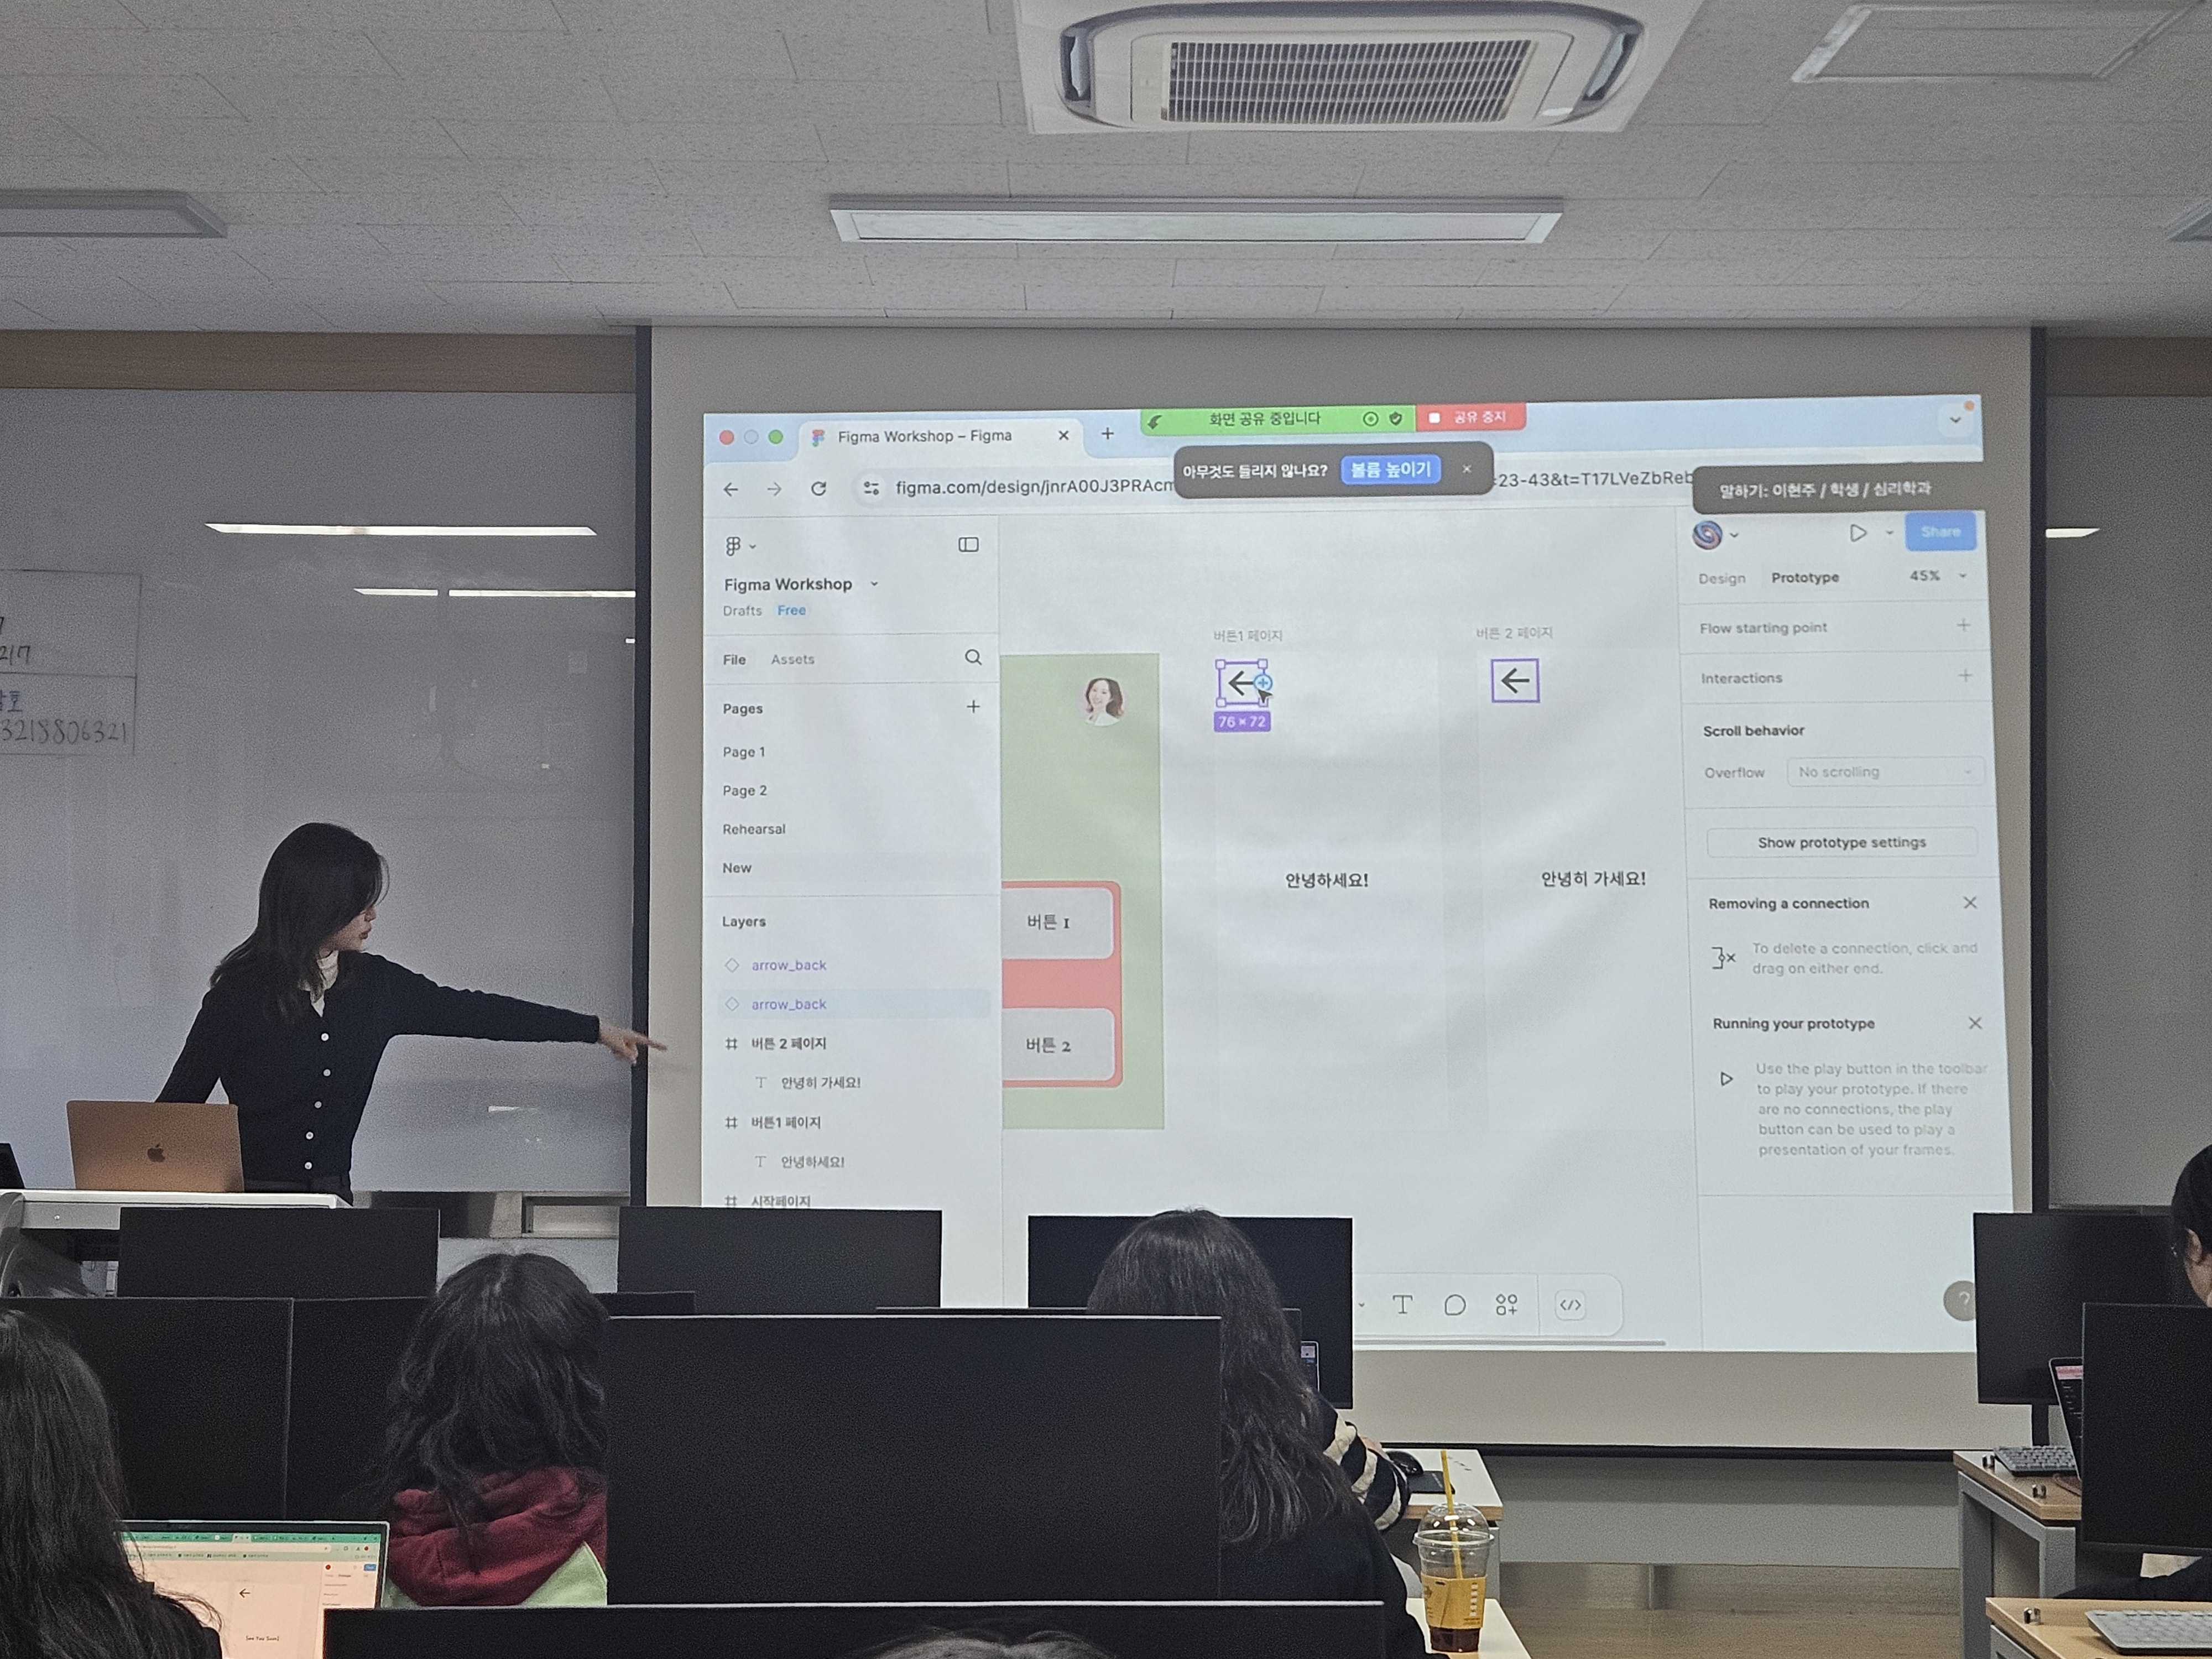 217
3218806321
Figma Workshop – Figma
화면 공유 중입니다
공유 중지
figma.com/design/jnrA00J3PRAcm
아무것도 들리지 않나요?
볼륨 높이기
23-43&t=T17LVeZbReb
말하기: 이현주 / 학생 / 심리학과
Share
Figma Workshop
Drafts Free
File Assets
Pages
Page 1
Page 2
Rehearsal
New
Layers
arrow_back
arrow_back
버튼 2 페이지
안녕히 가세요!
버튼1 페이지
안녕하세요!
시작페이지
버튼 1
버튼 2
버튼1 페이지
76 × 72
안녕하세요!
버튼 2 페이지
안녕히 가세요!
Design Prototype 45%
Flow starting point
Interactions
Scroll behavior
Overflow No scrolling
Show prototype settings
Removing a connection
To delete a connection, click and
drag on either end.
Running your prototype
Use the play button in the toolbar
to play your prototype. If there
are no connections, the play
button can be used to play a
presentation of your frames.